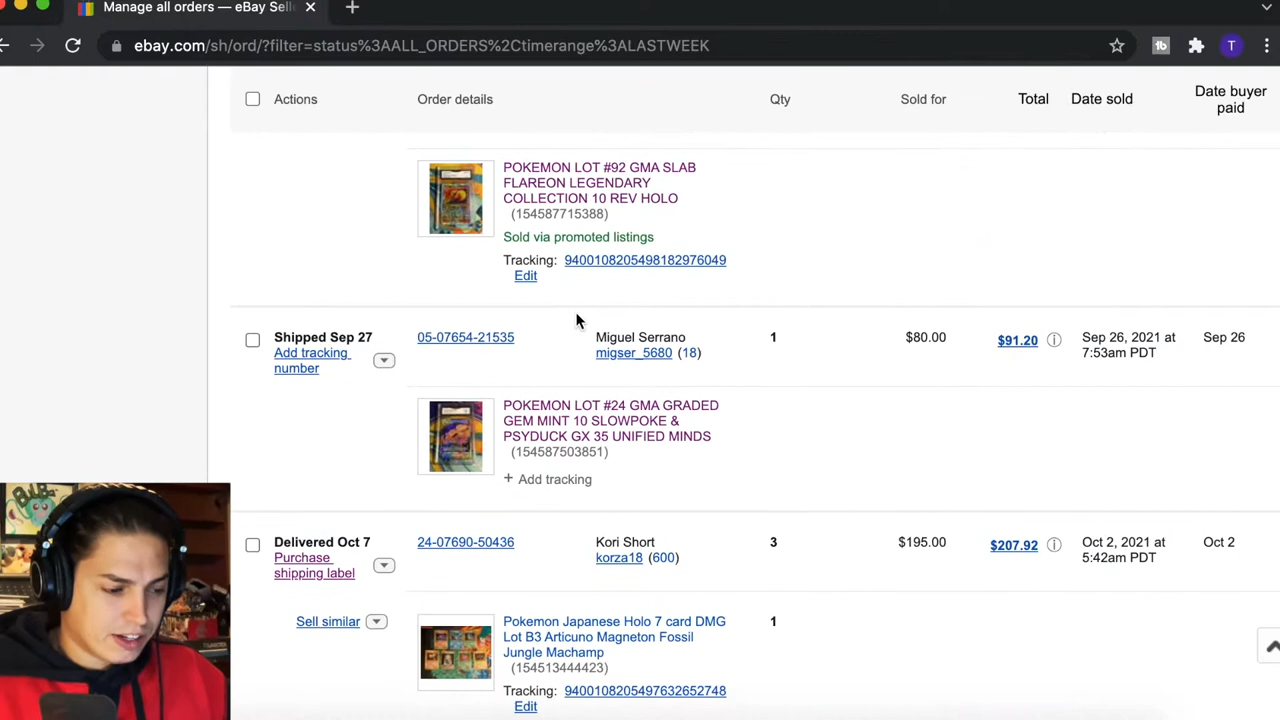 Manage all orders — eBay Sell
ebay.com/sh/ord/?filter=status%3AALL_ORDERS%2Ctimerange%3ALASTWEEK
T
Actions Order details Qty Sold for Total Date sold Date buyer
paid
POKEMON LOT #92 GMA SLAB
FLAREON LEGENDARY
COLLECTION 10 REV HOLO
(154587715388)
Sold via promoted listings
Tracking: 9400108205498182976049
Edit
Shipped Sep 27 05-07654-21535 Miguel Serrano 1 $80.00 $91.20 Sep 26, 2021 at Sep 26
Add tracking migser_5680 (18) 7:53am PDT
number
POKEMON LOT #24 GMA GRADED
GEM MINT 10 SLOWPOKE &
PSYDUCK GX 35 UNIFIED MINDS
(154587503851)
+ Add tracking
Delivered Oct 7 24-07690-50436 Kori Short 3 $195.00 $207.92 Oct 2, 2021 at Oct 2
Purchase korza18 (600) 5:42am PDT
shipping label
Sell similar Pokemon Japanese Holo 7 card DMG 1
Lot B3 Articuno Magneton Fossil
Jungle Machamp
(154513444423)
Tracking: 9400108205497632652748
Edit